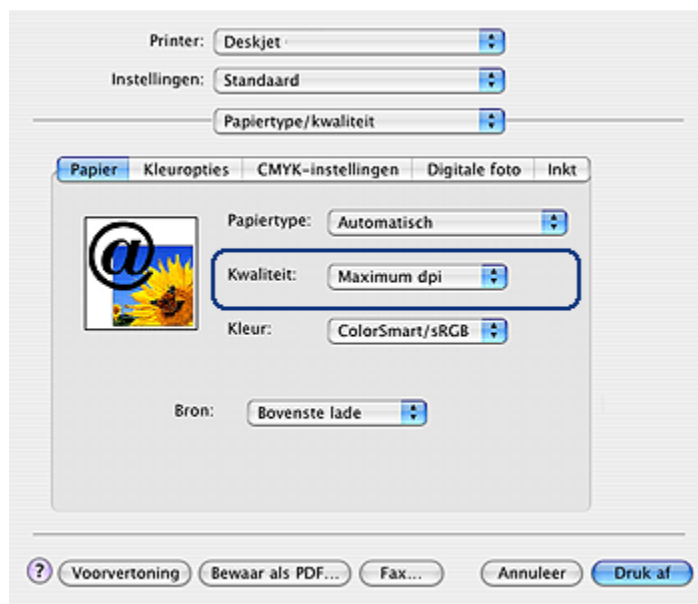 Printer: Deskjet
Instellingen: Standaard
Papiertype/kwaliteit
Papier Kleuropties CMYK-instellingen Digitale foto Inkt
Papiertype: Automatisch
@
Kwaliteit: Maximum dpi
Kleur: ColorSmart/sRGB
Bron: Bovenste lade
? Voorvertoning Bewaar als PDF... Fax... Annuleer Druk af